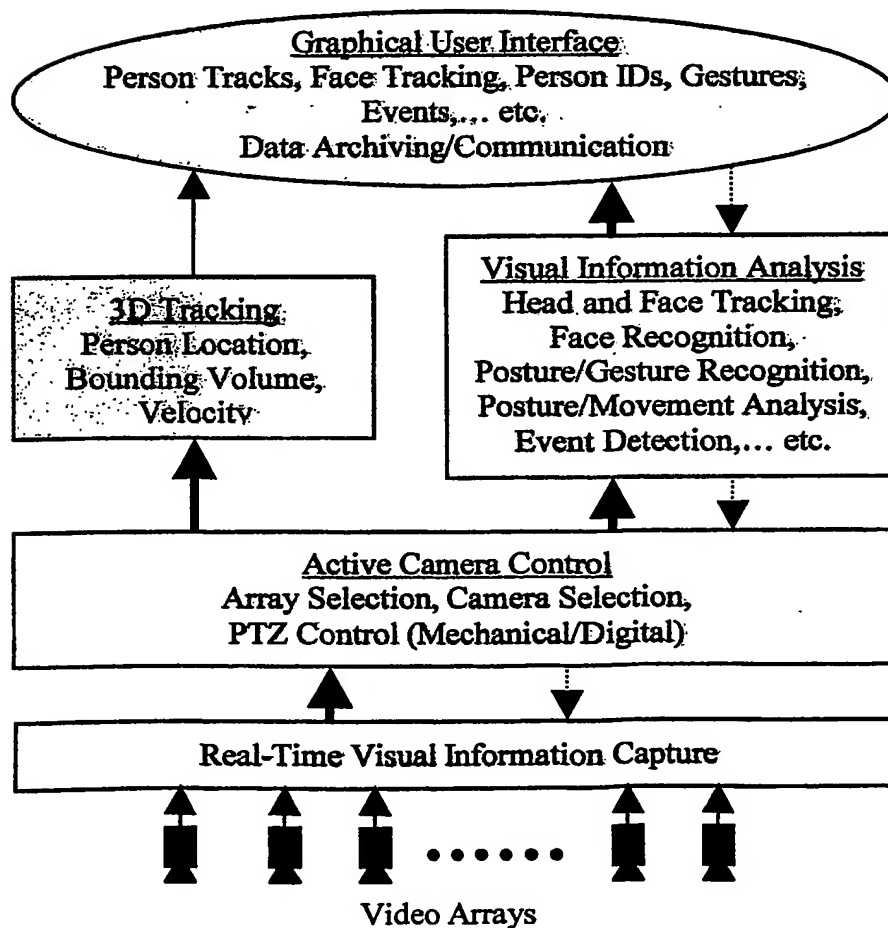 Graphical User Interface
Person Tracks, Face Tracking, Person IDs, Gestures,
Events,... etc.
Data Archiving/Communication
3D Tracking
Person Location,
Bounding Volume,
Velocity
Visual Information Analysis
Head and Face Tracking,
Face Recognition,
Posture/Gesture Recognition,
Posture/Movement Analysis,
Event Detection,... etc.
Active Camera Control
Array Selection, Camera Selection,
PTZ Control (Mechanical/Digital)
Real-Time Visual Information Capture
Video Arrays